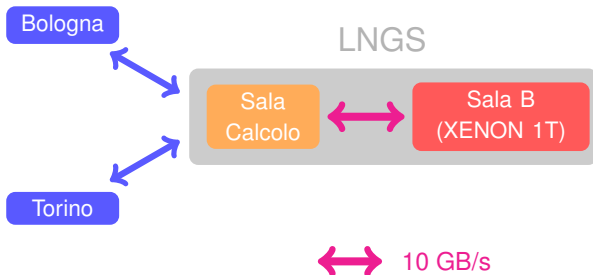 Bologna
LNGS
Sala
Calcolo
Sala B
(XENON 1T)
Torino
10 GB/s